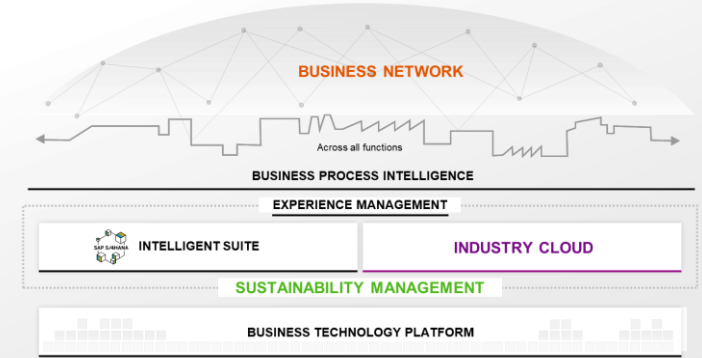 BUSINESS NETWORK
Across all functions
BUSINESS PROCESS INTELLIGENCE
EXPERIENCE MANAGEMENT
SAP S/4HANA
INTELLIGENT SUITE
INDUSTRY CLOUD
SUSTAINABILITY MANAGEMENT
BUSINESS TECHNOLOGY PLATFORM